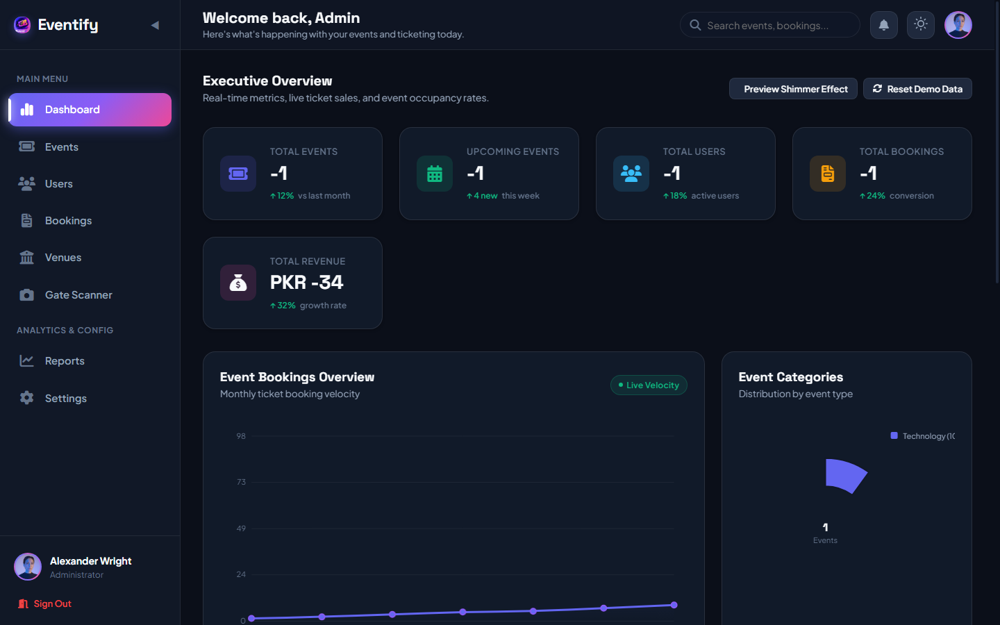 Eventify
◀
Welcome back, Admin
Here's what's happening with your events and ticketing today.
Search events, bookings...
MAIN MENU
Dashboard
Events
Users
Bookings
Venues
Gate Scanner
ANALYTICS & CONFIG
Reports
Settings
Alexander Wright
Administrator
Sign Out
Executive Overview
Real-time metrics, live ticket sales, and event occupancy rates.
Preview Shimmer Effect
Reset Demo Data
TOTAL EVENTS
-1
↑ 12% vs last month
UPCOMING EVENTS
-1
↑ 4 new this week
TOTAL USERS
-1
↑ 18% active users
TOTAL BOOKINGS
-1
↑ 24% conversion
TOTAL REVENUE
PKR -34
↑ 32% growth rate
Event Bookings Overview
Monthly ticket booking velocity
Live Velocity
98
73
49
24
0
Event Categories
Distribution by event type
Technology (10
1
Events